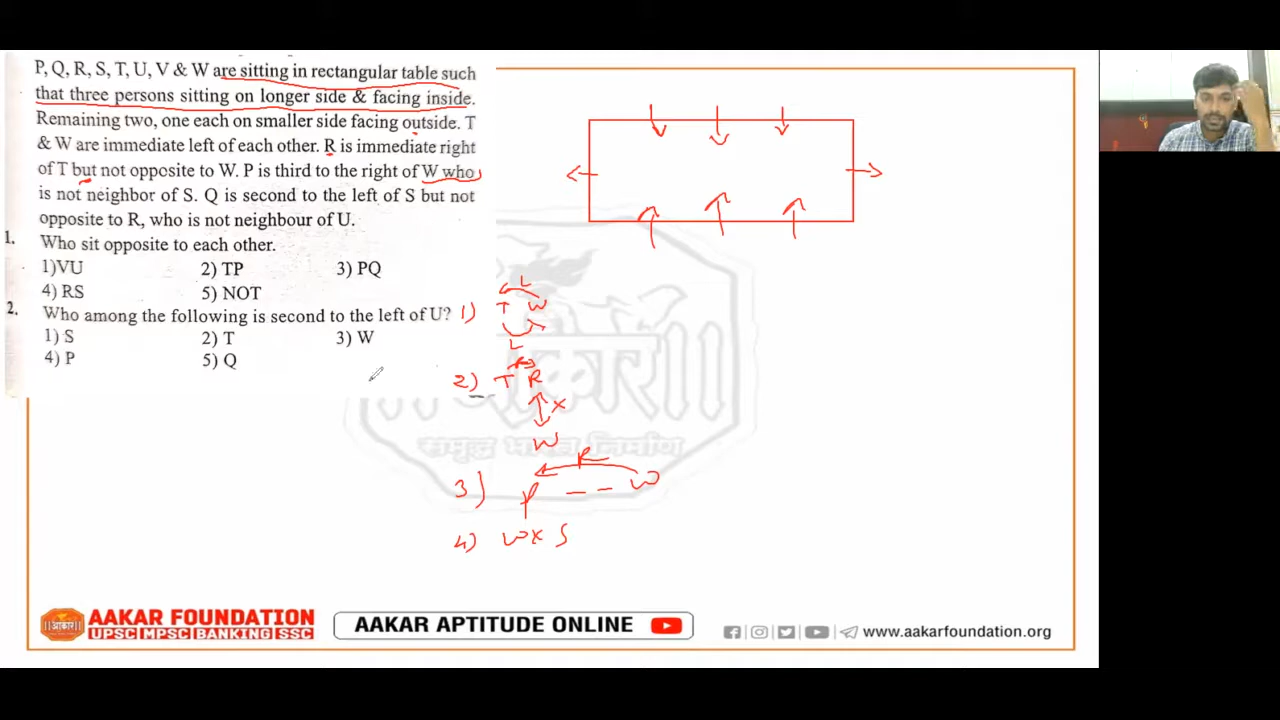 P, Q, R, S, T, U, V & W are sitting in rectangular table such
that three persons sitting on longer side & facing inside.
Remaining two, one each on smaller side facing outside. T
& W are immediate left of each other. R is immediate right
of T but not opposite to W. P is third to the right of W who
is not neighbor of S. Q is second to the left of S but not
opposite to R, who is not neighbour of U.
1. Who sit opposite to each other.
1)VU 2) TP 3) PQ
4) RS 5) NOT
2. Who among the following is second to the left of U?
1) S 2) T 3) W
4) P 5) Q
L
1) T W
L
2) T R
X
W
R
3) P _ _ W
4) W X S
॥आकार॥
समृद्ध भारत निर्माण
॥आकार॥
AAKAR FOUNDATION
UPSC|MPSC|BANKING|SSC
AAKAR APTITUDE ONLINE
www.aakarfoundation.org